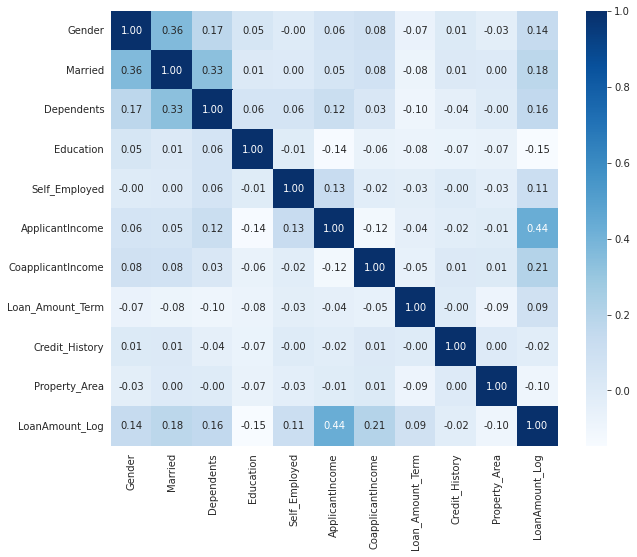 Gender 1.00 0.36 0.17 0.05 -0.00 0.06 0.08 -0.07 0.01 -0.03 0.14
Married 0.36 1.00 0.33 0.01 0.00 0.05 0.08 -0.08 0.01 0.00 0.18
Dependents 0.17 0.33 1.00 0.06 0.06 0.12 0.03 -0.10 -0.04 -0.00 0.16
Education 0.05 0.01 0.06 1.00 -0.01 -0.14 -0.06 -0.08 -0.07 -0.07 -0.15
Self_Employed -0.00 0.00 0.06 -0.01 1.00 0.13 -0.02 -0.03 -0.00 -0.03 0.11
ApplicantIncome 0.06 0.05 0.12 -0.14 0.13 1.00 -0.12 -0.04 -0.02 -0.01 0.44
CoapplicantIncome 0.08 0.08 0.03 -0.06 -0.02 -0.12 1.00 -0.05 0.01 0.01 0.21
Loan_Amount_Term -0.07 -0.08 -0.10 -0.08 -0.03 -0.04 -0.05 1.00 -0.00 -0.09 0.09
Credit_History 0.01 0.01 -0.04 -0.07 -0.00 -0.02 0.01 -0.00 1.00 0.00 -0.02
Property_Area -0.03 0.00 -0.00 -0.07 -0.03 -0.01 0.01 -0.09 0.00 1.00 -0.10
LoanAmount_Log 0.14 0.18 0.16 -0.15 0.11 0.44 0.21 0.09 -0.02 -0.10 1.00
Gender
Married
Dependents
Education
Self_Employed
ApplicantIncome
CoapplicantIncome
Loan_Amount_Term
Credit_History
Property_Area
LoanAmount_Log
1.0
0.8
0.6
0.4
0.2
0.0